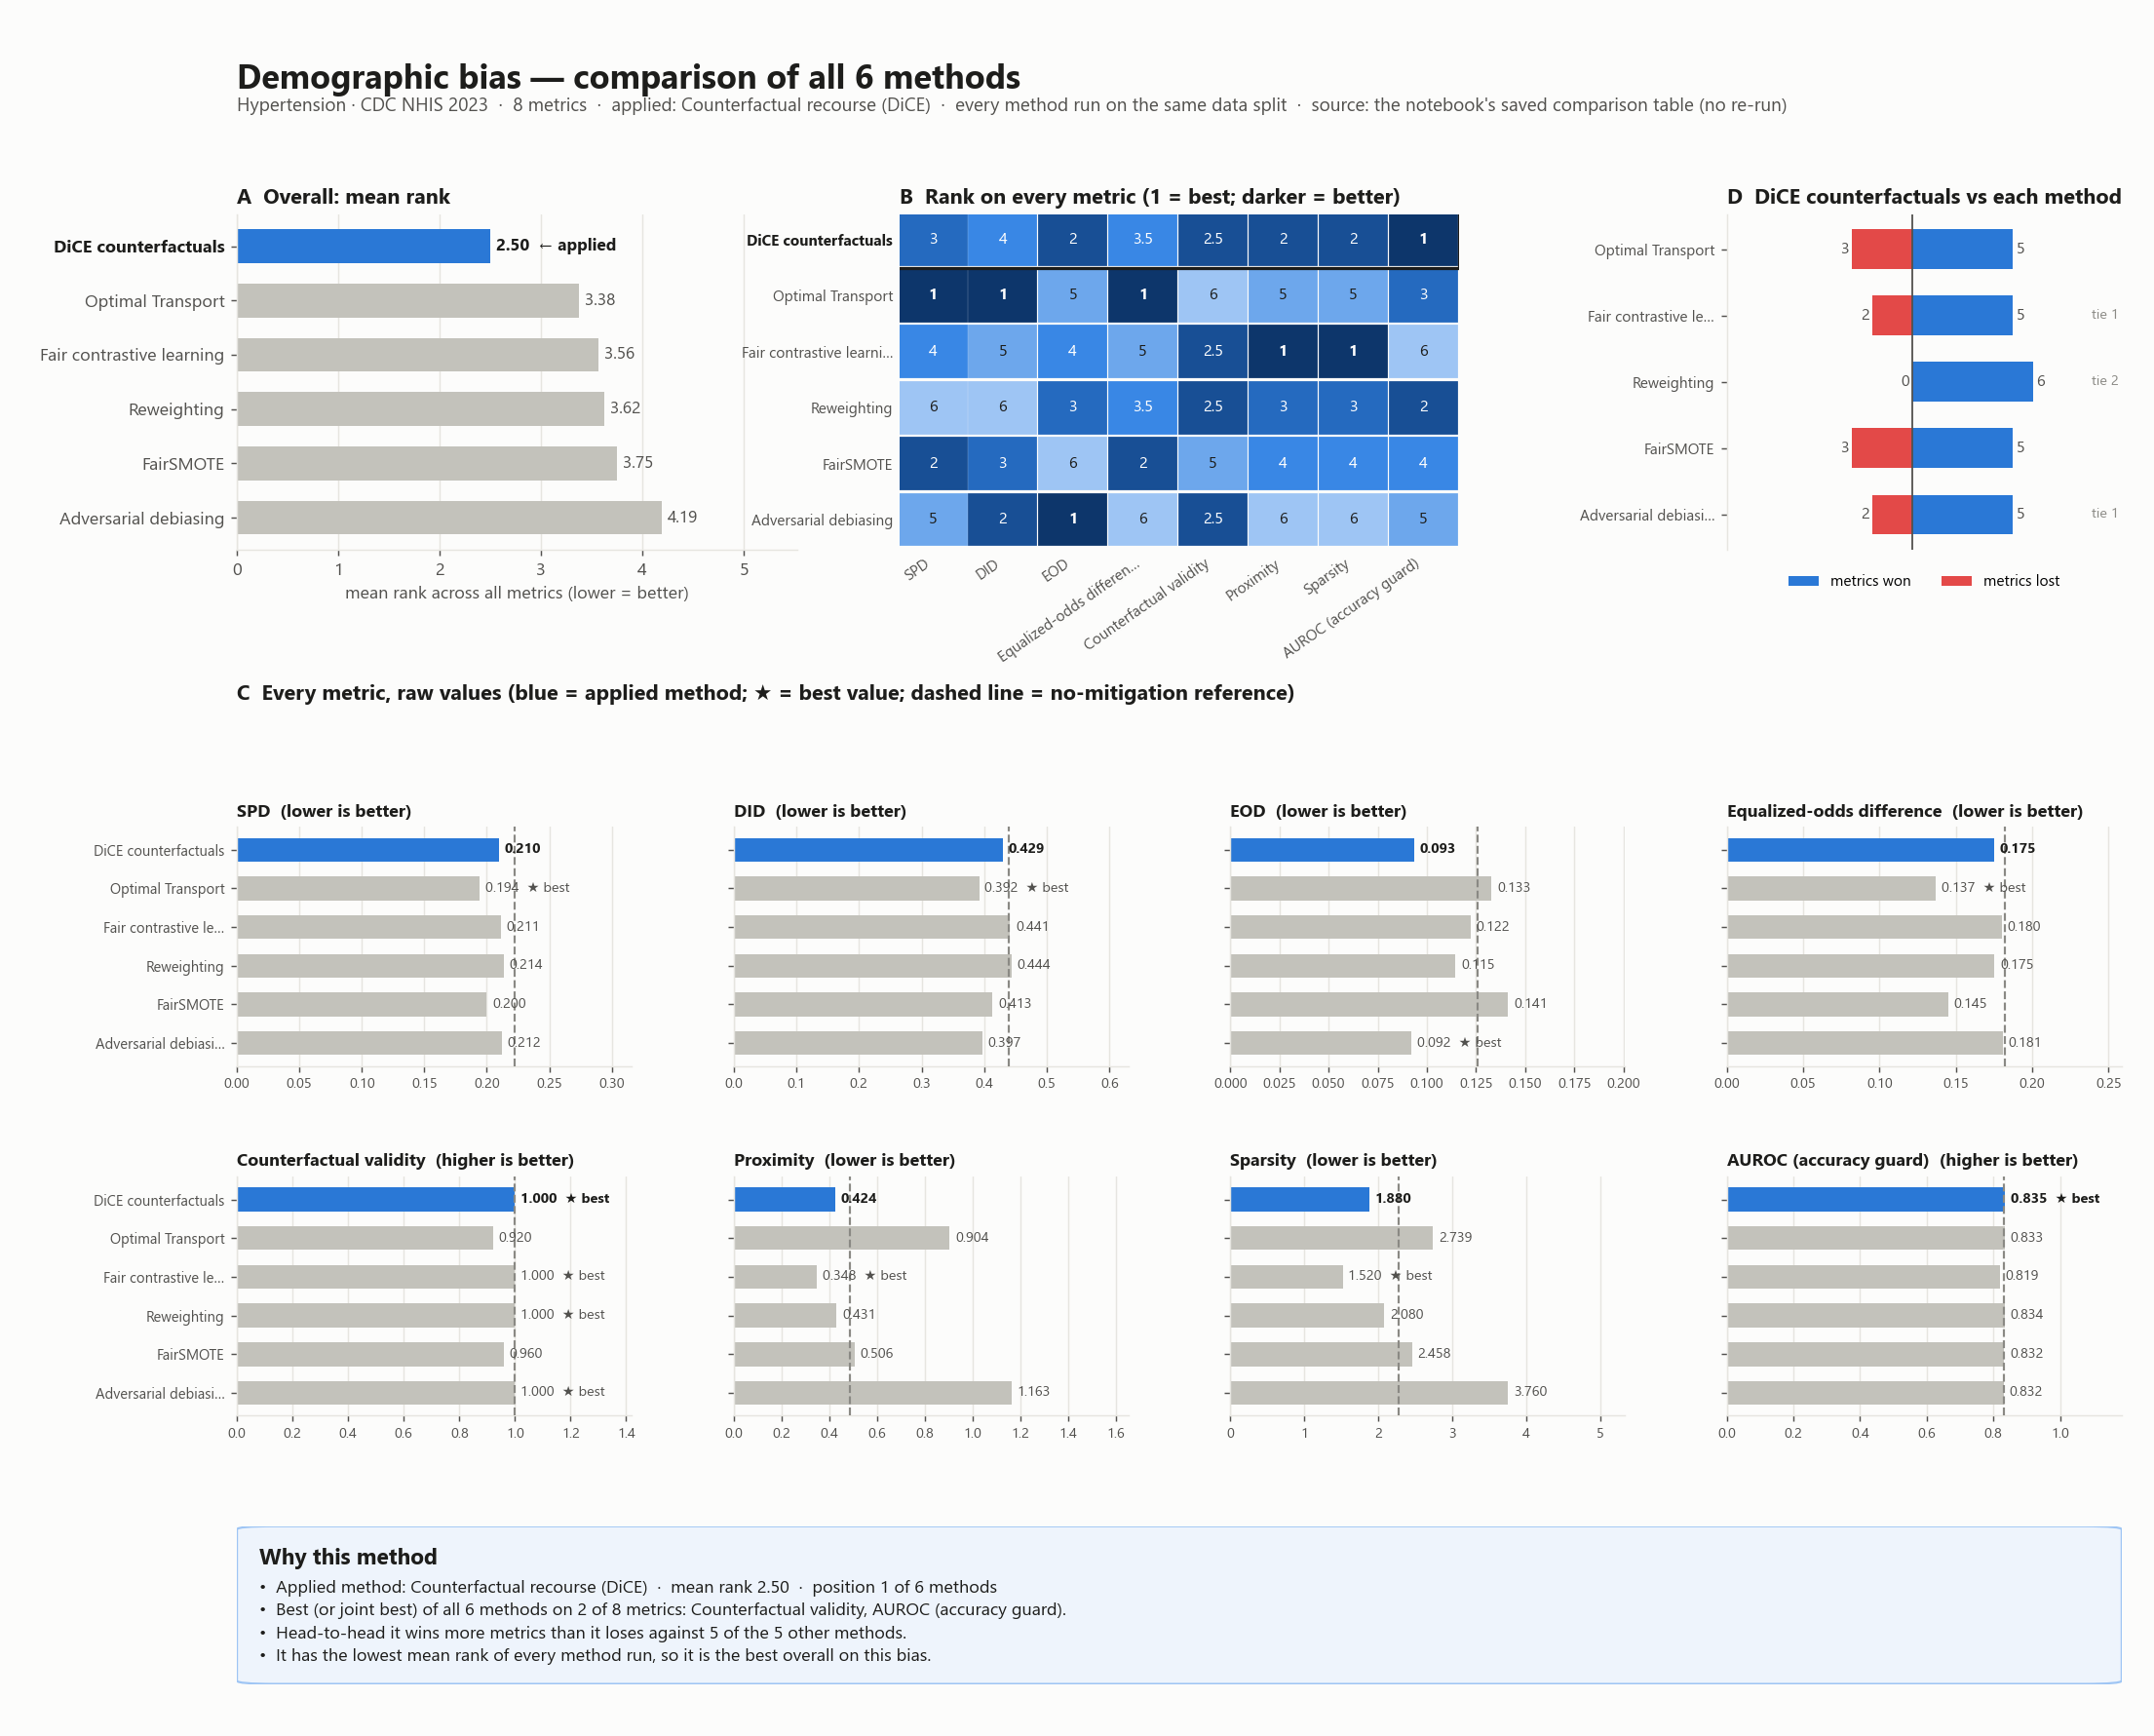 Demographic bias — comparison of all 6 methods
Hypertension · CDC NHIS 2023 · 8 metrics · applied: Counterfactual recourse (DiCE) · every method run on the same data split · source: the notebook's saved comparison table (no re-run)
A Overall: mean rank
DiCE counterfactuals 2.50 ← applied
Optimal Transport 3.38
Fair contrastive learning 3.56
Reweighting 3.62
FairSMOTE 3.75
Adversarial debiasing 4.19
0 1 2 3 4 5
mean rank across all metrics (lower = better)
B Rank on every metric (1 = best; darker = better)
DiCE counterfactuals 3 4 2 3.5 2.5 2 2 1
Optimal Transport 1 1 5 1 6 5 5 3
Fair contrastive learni... 4 5 4 5 2.5 1 1 6
Reweighting 6 6 3 3.5 2.5 3 3 2
FairSMOTE 2 3 6 2 5 4 4 4
Adversarial debiasing 5 2 1 6 2.5 6 6 5
SPD
DID
EOD
Equalized-odds differen...
Counterfactual validity
Proximity
Sparsity
AUROC (accuracy guard)
D DiCE counterfactuals vs each method
Optimal Transport 3 5
Fair contrastive le... 2 5 tie 1
Reweighting 0 6 tie 2
FairSMOTE 3 5
Adversarial debiasi... 2 5 tie 1
metrics won metrics lost
C Every metric, raw values (blue = applied method; ★ = best value; dashed line = no-mitigation reference)
SPD (lower is better)
DiCE counterfactuals 0.210
Optimal Transport 0.194 ★ best
Fair contrastive le... 0.211
Reweighting 0.214
FairSMOTE 0.200
Adversarial debiasi... 0.212
0.00 0.05 0.10 0.15 0.20 0.25 0.30
DID (lower is better)
0.429
0.392 ★ best
0.441
0.444
0.413
0.397
0.0 0.1 0.2 0.3 0.4 0.5 0.6
EOD (lower is better)
0.093
0.133
0.122
0.115
0.141
0.092 ★ best
0.000 0.025 0.050 0.075 0.100 0.125 0.150 0.175 0.200
Equalized-odds difference (lower is better)
0.175
0.137 ★ best
0.180
0.175
0.145
0.181
0.00 0.05 0.10 0.15 0.20 0.25
Counterfactual validity (higher is better)
DiCE counterfactuals 1.000 ★ best
Optimal Transport 0.920
Fair contrastive le... 1.000 ★ best
Reweighting 1.000 ★ best
FairSMOTE 0.960
Adversarial debiasi... 1.000 ★ best
0.0 0.2 0.4 0.6 0.8 1.0 1.2 1.4
Proximity (lower is better)
0.424
0.904
0.348 ★ best
0.431
0.506
1.163
0.0 0.2 0.4 0.6 0.8 1.0 1.2 1.4 1.6
Sparsity (lower is better)
1.880
2.739
1.520 ★ best
2.080
2.458
3.760
0 1 2 3 4 5
AUROC (accuracy guard) (higher is better)
0.835 ★ best
0.833
0.819
0.834
0.832
0.832
0.0 0.2 0.4 0.6 0.8 1.0
Why this method
• Applied method: Counterfactual recourse (DiCE) · mean rank 2.50 · position 1 of 6 methods
• Best (or joint best) of all 6 methods on 2 of 8 metrics: Counterfactual validity, AUROC (accuracy guard).
• Head-to-head it wins more metrics than it loses against 5 of the 5 other methods.
• It has the lowest mean rank of every method run, so it is the best overall on this bias.